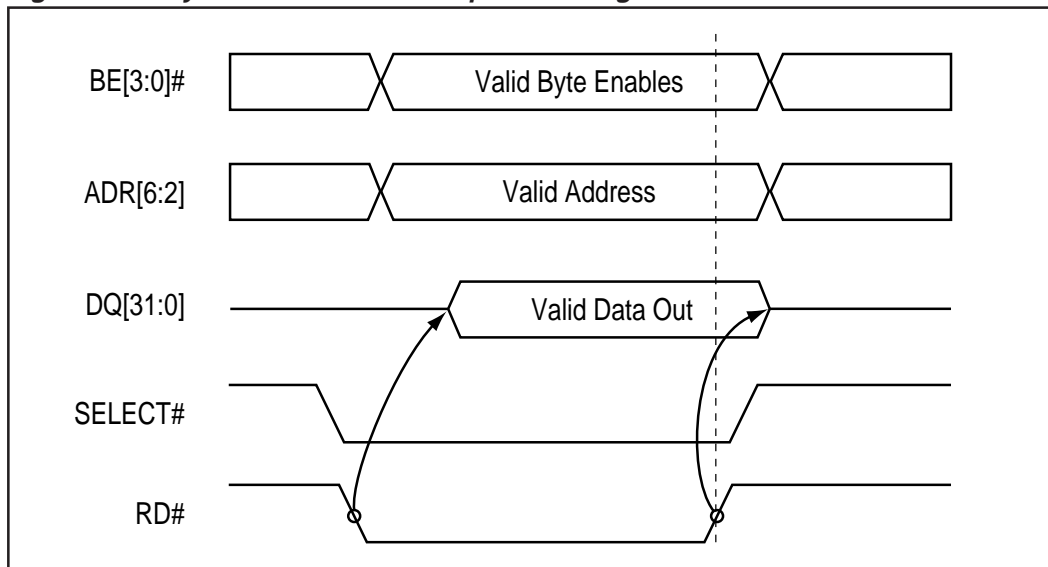 BE[3:0]#
Valid Byte Enables
ADR[6:2]
Valid Address
DQ[31:0]
Valid Data Out
SELECT#
RD#